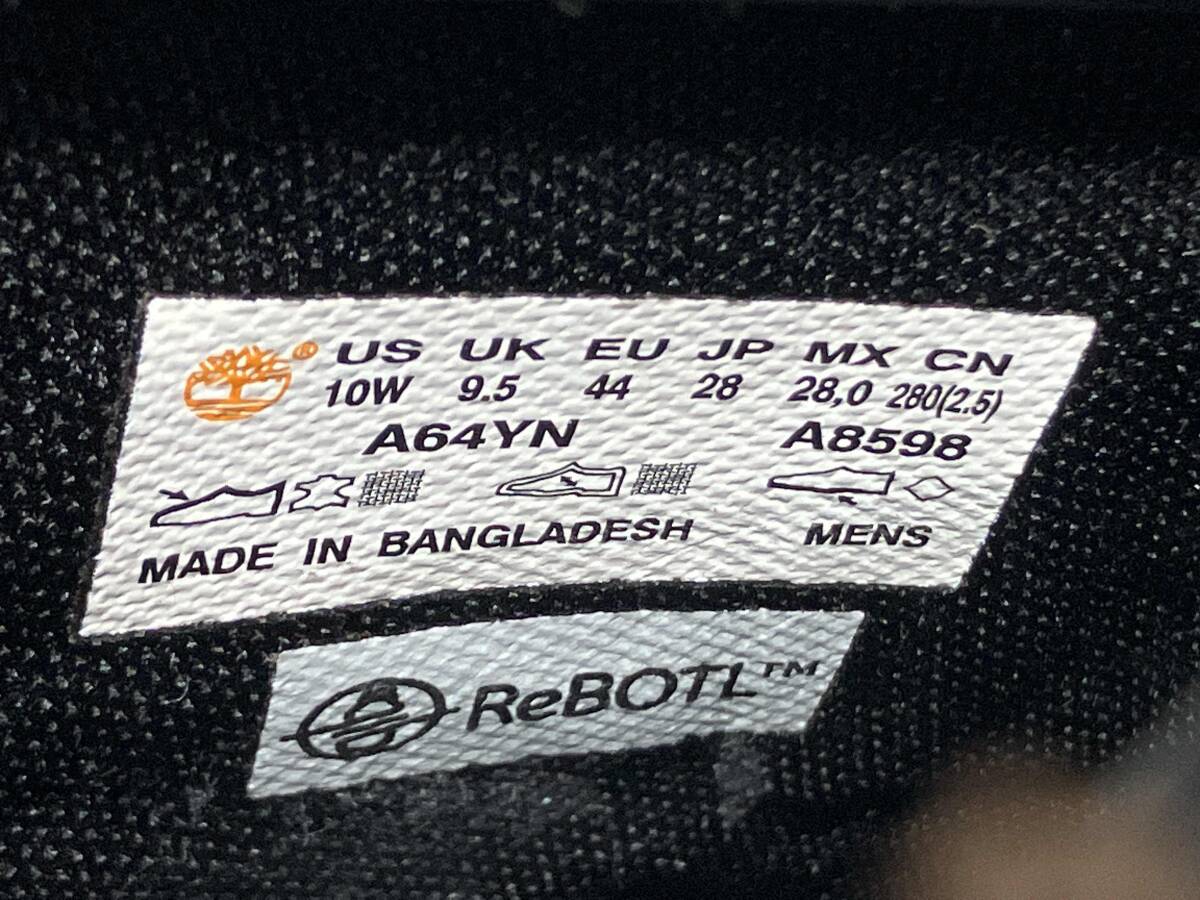 ® US UK EU JP MX CN
10W 9.5 44 28 28,0 280(2.5)
A64YN A8598
MADE IN BANGLADESH MENS
ReBOTL™